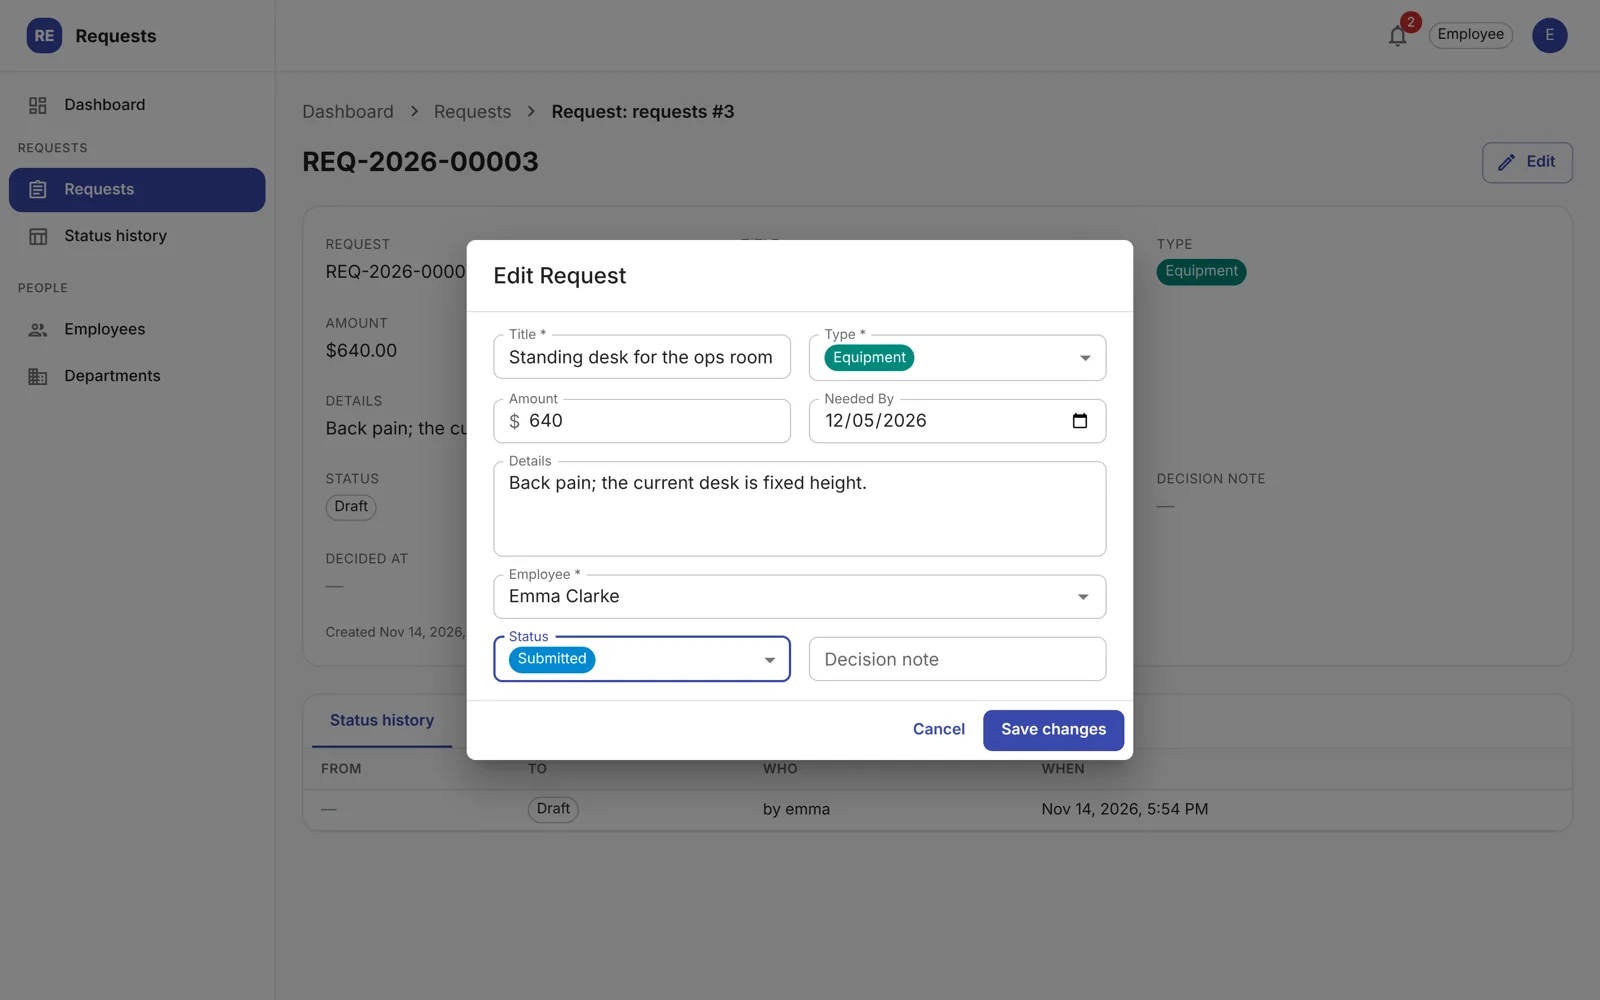 RE Requests
2 Employee E
Dashboard
REQUESTS
Requests
Status history
PEOPLE
Employees
Departments
Dashboard > Requests > Request: requests #3
REQ-2026-00003
Edit
REQUEST
REQ-2026-0000
TYPE
Equipment
AMOUNT
$640.00
DETAILS
Back pain; the cu
STATUS
Draft
DECISION NOTE
—
DECIDED AT
—
Created Nov 14, 2026,
Edit Request
Title *
Standing desk for the ops room
Type *
Equipment
Amount
$ 640
Needed By
12/05/2026
Details
Back pain; the current desk is fixed height.
Employee *
Emma Clarke
Status
Submitted
Decision note
Cancel
Save changes
Status history
FROM TO WHO WHEN
— Draft by emma Nov 14, 2026, 5:54 PM